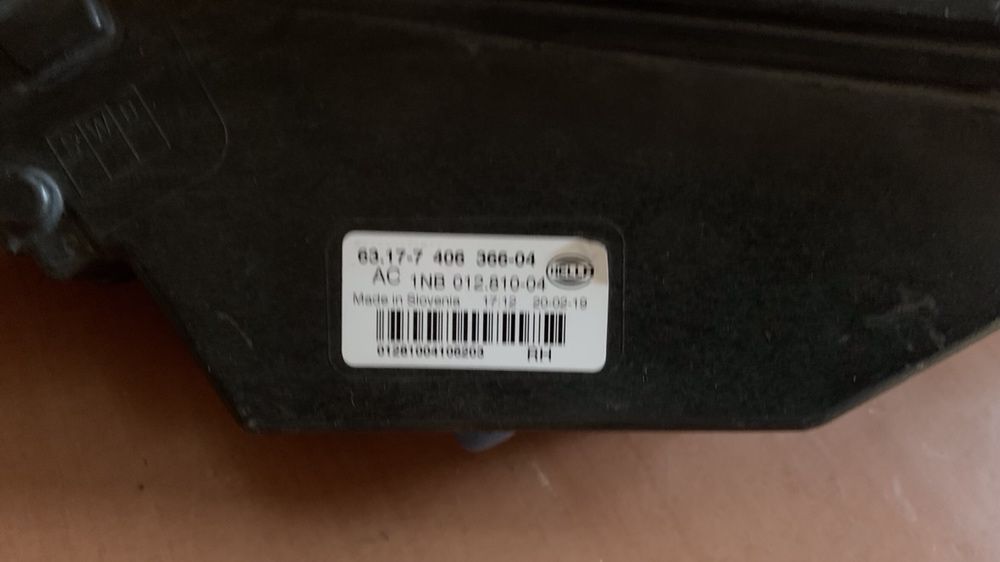 63.17-7 406 366-04
AC 1NB 012.810-04
HELLA
Made in Slovenia 17:12 20-02-19
01281004106203
RH
BMW